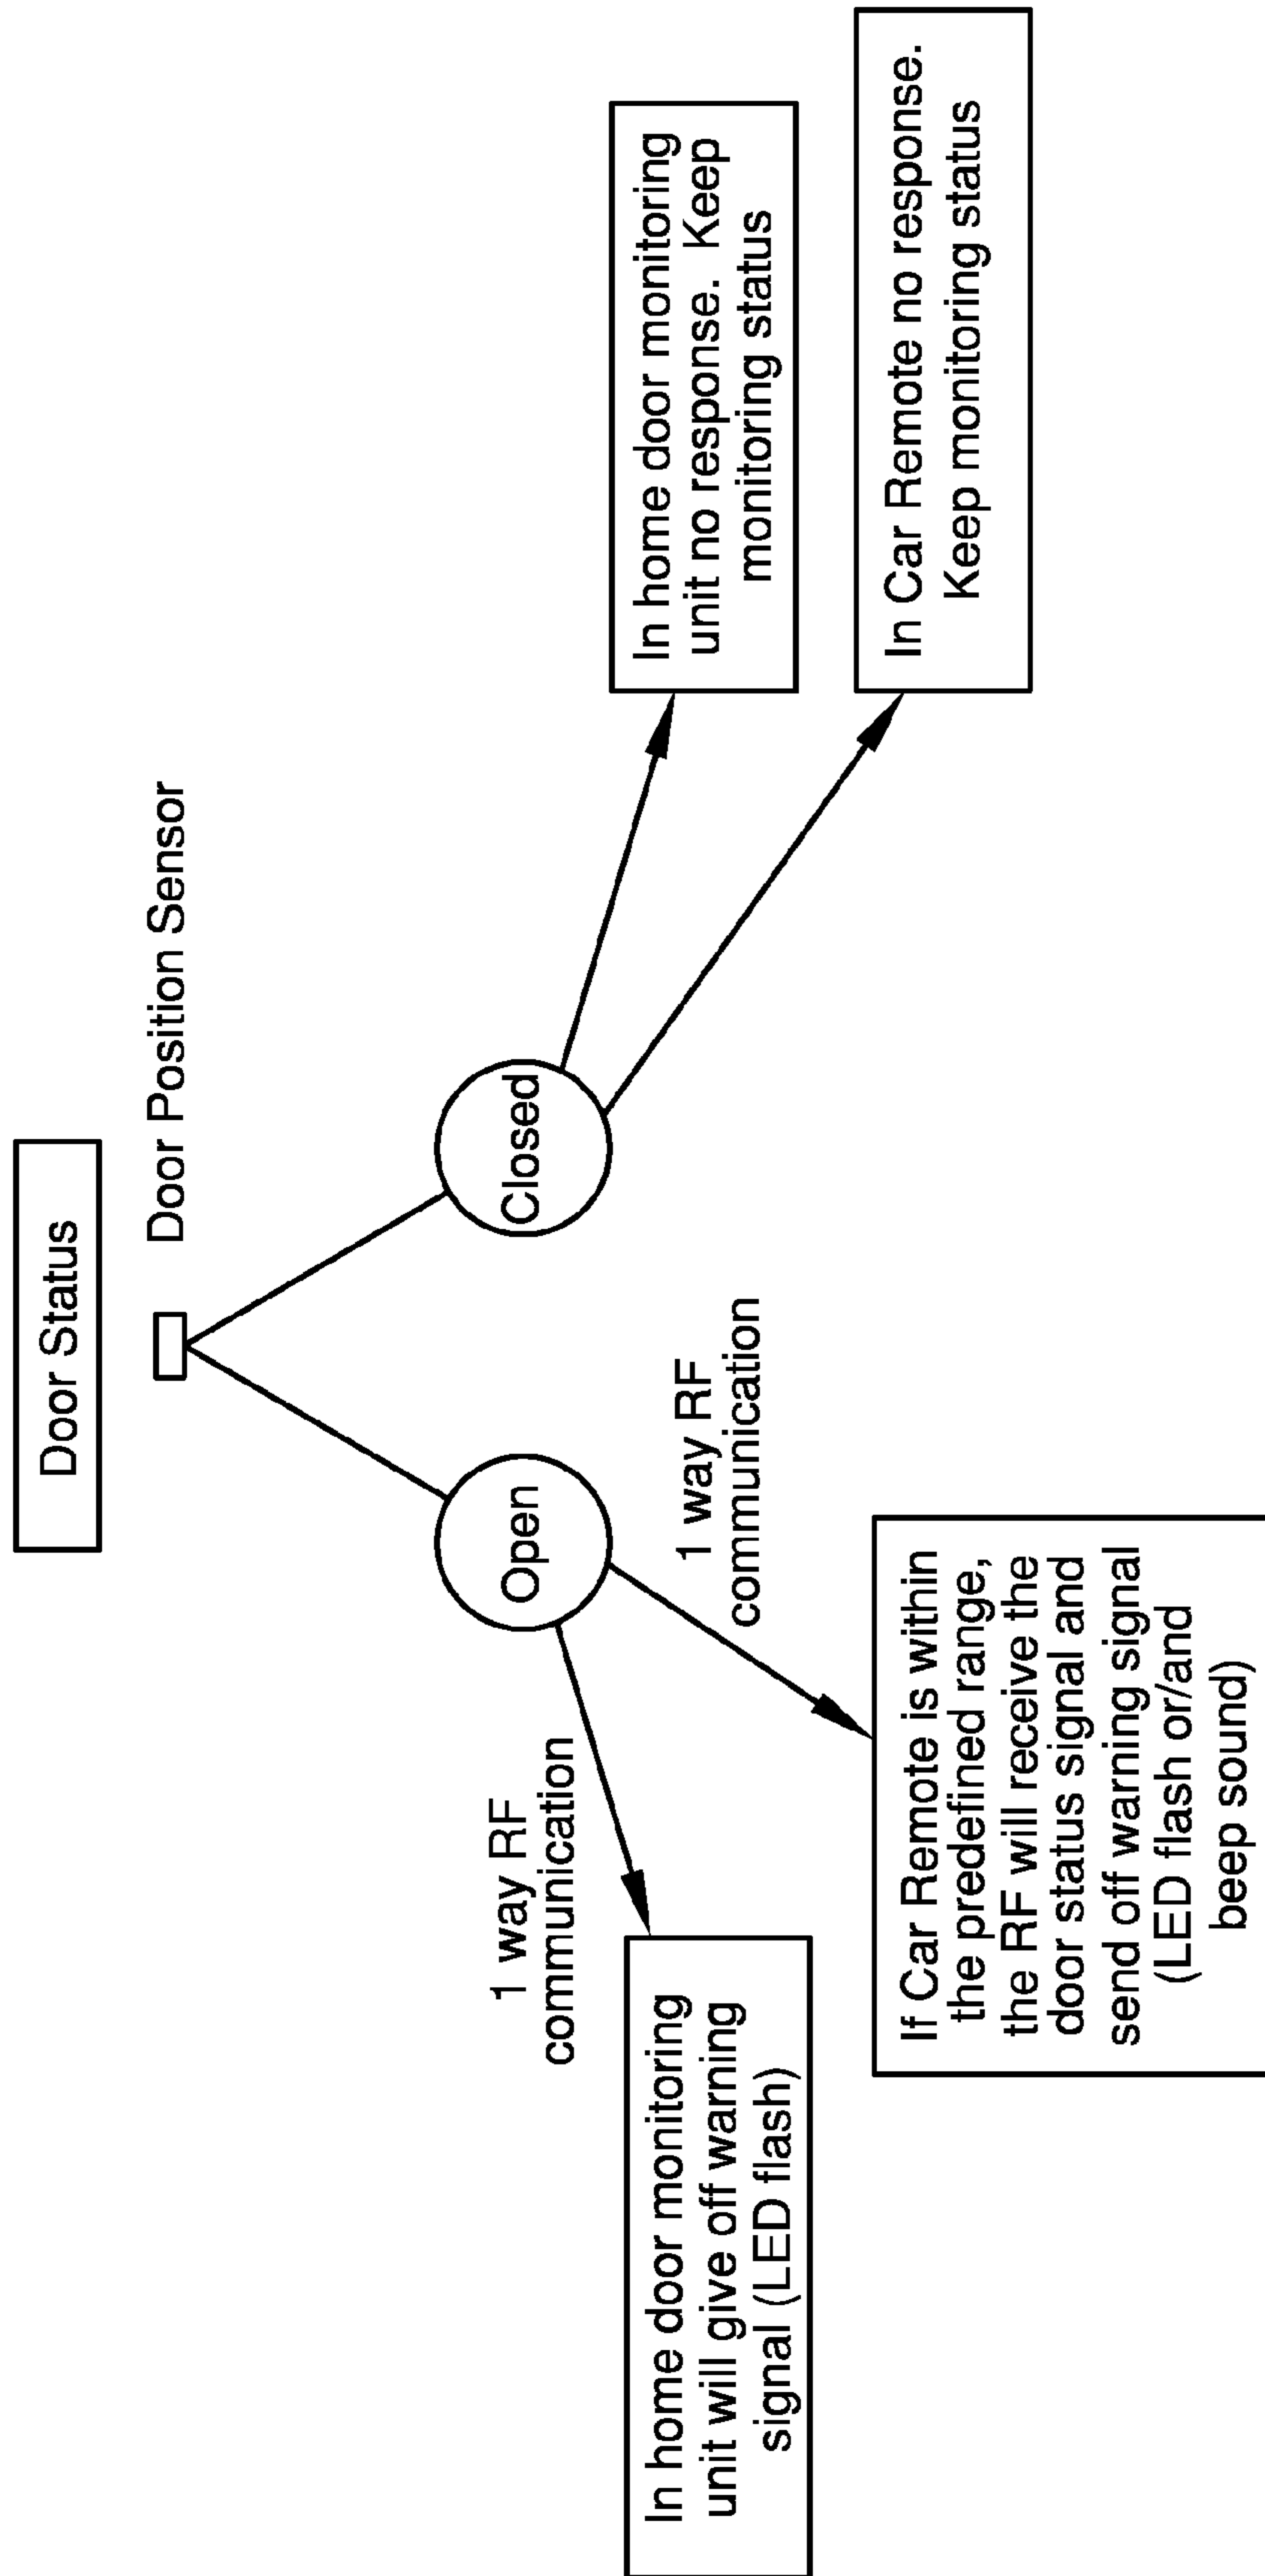 Door Status
Door Position Sensor
Open
Closed
1 way RF
communication
1 way RF
communication
In home door monitoring
unit will give off warning
signal (LED flash)
If Car Remote is within
the predefined range,
the RF will receive the
door status signal and
send off warning signal
(LED flash or/and
beep sound)
In home door monitoring
unit no response. Keep
monitoring status
In Car Remote no response.
Keep monitoring status